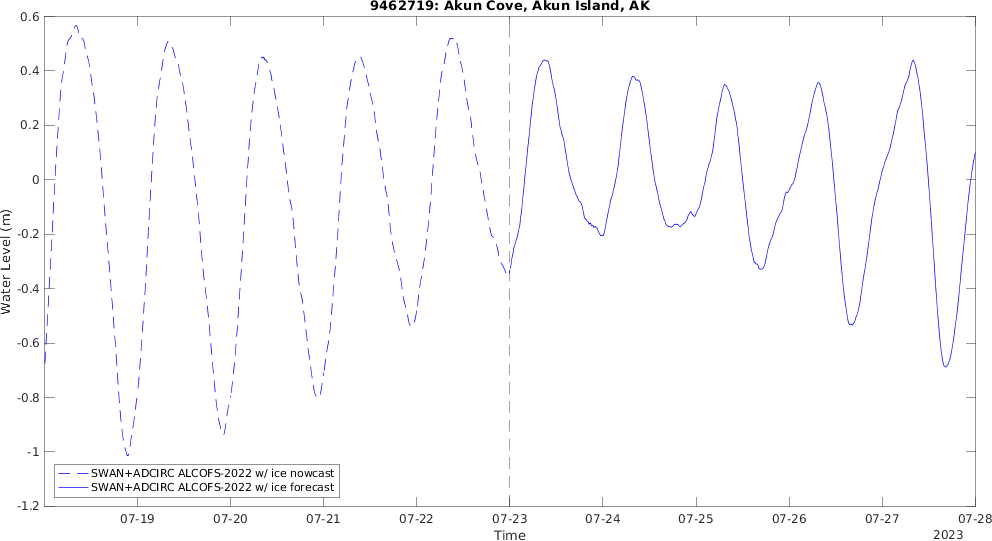 9462719: Akun Cove, Akun Island, AK
0.6
0.4
0.2
0
-0.2
-0.4
-0.6
-0.8
-1
-1.2
Water Level (m)
SWAN+ADCIRC ALCOFS-2022 w/ ice nowcast
SWAN+ADCIRC ALCOFS-2022 w/ ice forecast
07-19 07-20 07-21 07-22 07-23 07-24 07-25 07-26 07-27 07-28
Time
2023